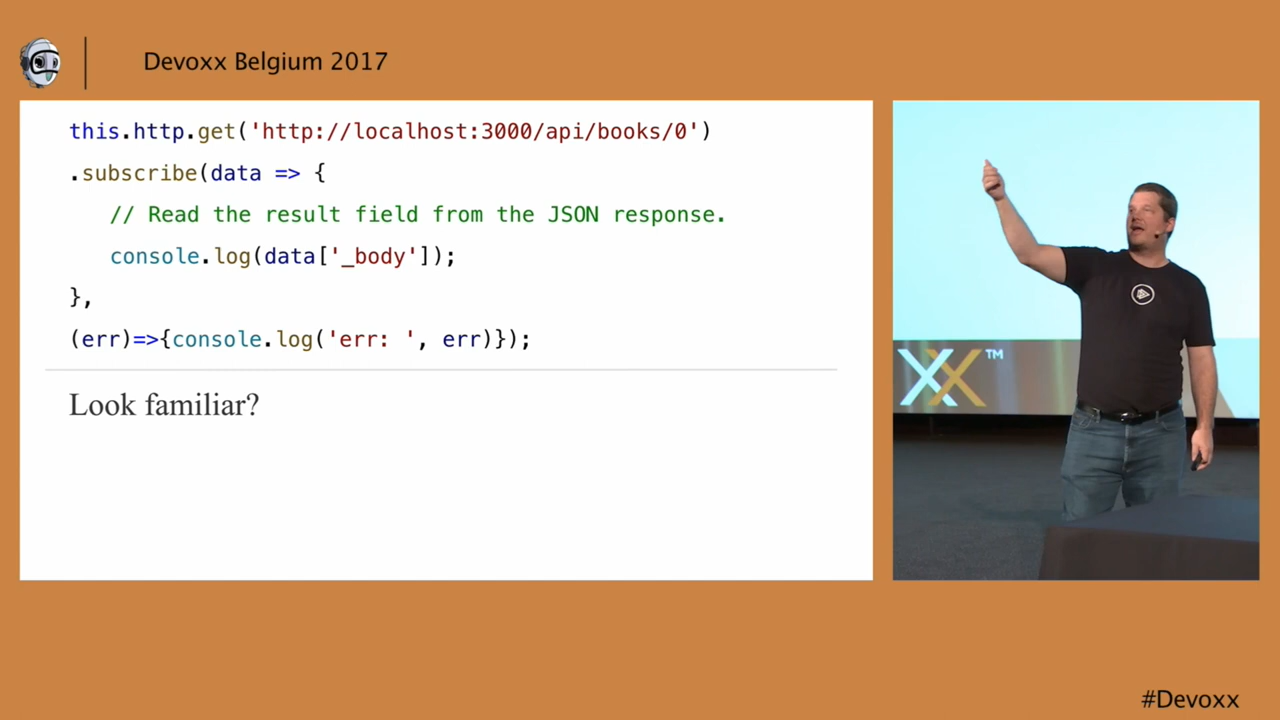 Devoxx Belgium 2017
this.http.get('http://localhost:3000/api/books/0')
.subscribe(data => {
// Read the result field from the JSON response.
console.log(data['_body']);
},
(err)=>{console.log('err: ', err)});
Look familiar?
XX™
#Devoxx